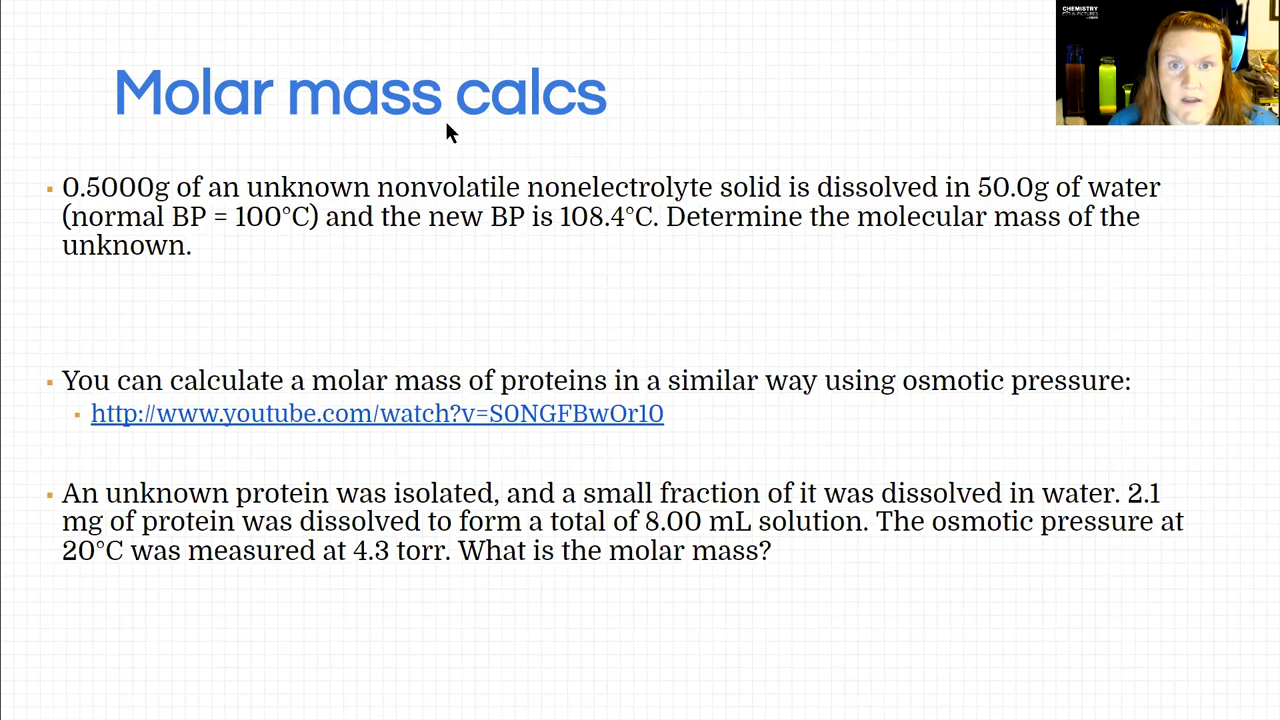 CHEMISTRY
Molar mass calcs
▪ 0.5000g of an unknown nonvolatile nonelectrolyte solid is dissolved in 50.0g of water
(normal BP = 100°C) and the new BP is 108.4°C. Determine the molecular mass of the
unknown.
▪ You can calculate a molar mass of proteins in a similar way using osmotic pressure:
▪ http://www.youtube.com/watch?v=S0NGFBwOr10
▪ An unknown protein was isolated, and a small fraction of it was dissolved in water. 2.1
mg of protein was dissolved to form a total of 8.00 mL solution. The osmotic pressure at
20°C was measured at 4.3 torr. What is the molar mass?